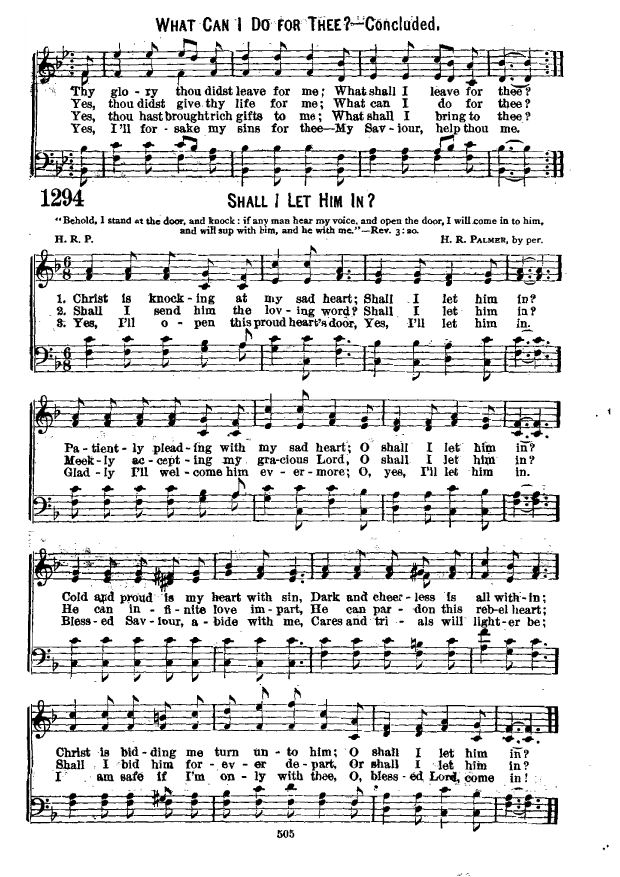 WHAT CAN I DO FOR THEE?—CONCLUDED.
Thy glo - ry thou didst leave for me; What shall I leave for thee?
Yes, thou didst give thy life for me; What can I do for thee?
Yes, thou hast brought rich gifts to me; What shall I bring to thee?
Yes, I'll for - sake my sins for thee—My Sav - iour, help thou me.
1294 SHALL I LET HIM IN?
"Behold, I stand at the door, and knock: if any man hear my voice, and open the door, I will come in to him,
and will sup with him, and he with me."—Rev. 3:20.
H. R. P. H. R. PALMER, by per.
1. Christ is knock - ing at my sad heart; Shall I let him in?
2. Shall I send him the lov - ing word? Shall I let him in?
3. Yes, I'll o - pen this proud heart's door, Yes, I'll let him in.
Pa - tient - ly plead - ing with my sad heart; O shall I let him in?
Meek - ly ac - cept - ing my gra - cious Lord, O shall I let him in?
Glad - ly I'll wel - come him ev - er - more; O, yes, I'll let him in.
Cold and proud is my heart with sin, Dark and cheer - less is all with - in;
He can in - fi - nite love im - part, He can par - don this reb - el heart;
Bless - ed Sav - iour, a - bide with me, Cares and tri - als will light - er be;
Christ is bid - ding me turn un - to him; O shall I let him in?
Shall I bid him for - ev - er de - part, Or shall I let him in?
I am safe if I'm on - ly with thee, O, bless - ed Lord, come in!
505